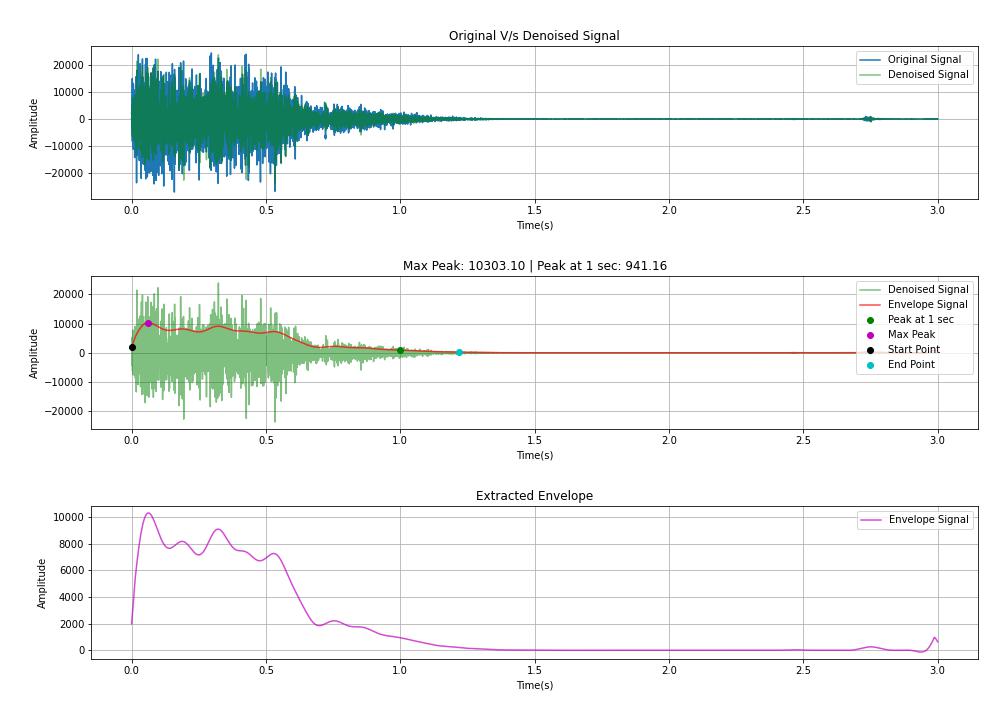 Original V/s Denoised Signal
20000
10000
0
−10000
−20000
Amplitude
Original Signal
Denoised Signal
0.0 0.5 1.0 1.5 2.0 2.5 3.0
Time(s)
Max Peak: 10303.10 | Peak at 1 sec: 941.16
20000
10000
0
−10000
−20000
Amplitude
Denoised Signal
Envelope Signal
Peak at 1 sec
Max Peak
Start Point
End Point
0.0 0.5 1.0 1.5 2.0 2.5 3.0
Time(s)
Extracted Envelope
10000
8000
6000
4000
2000
0
Amplitude
Envelope Signal
0.0 0.5 1.0 1.5 2.0 2.5 3.0
Time(s)